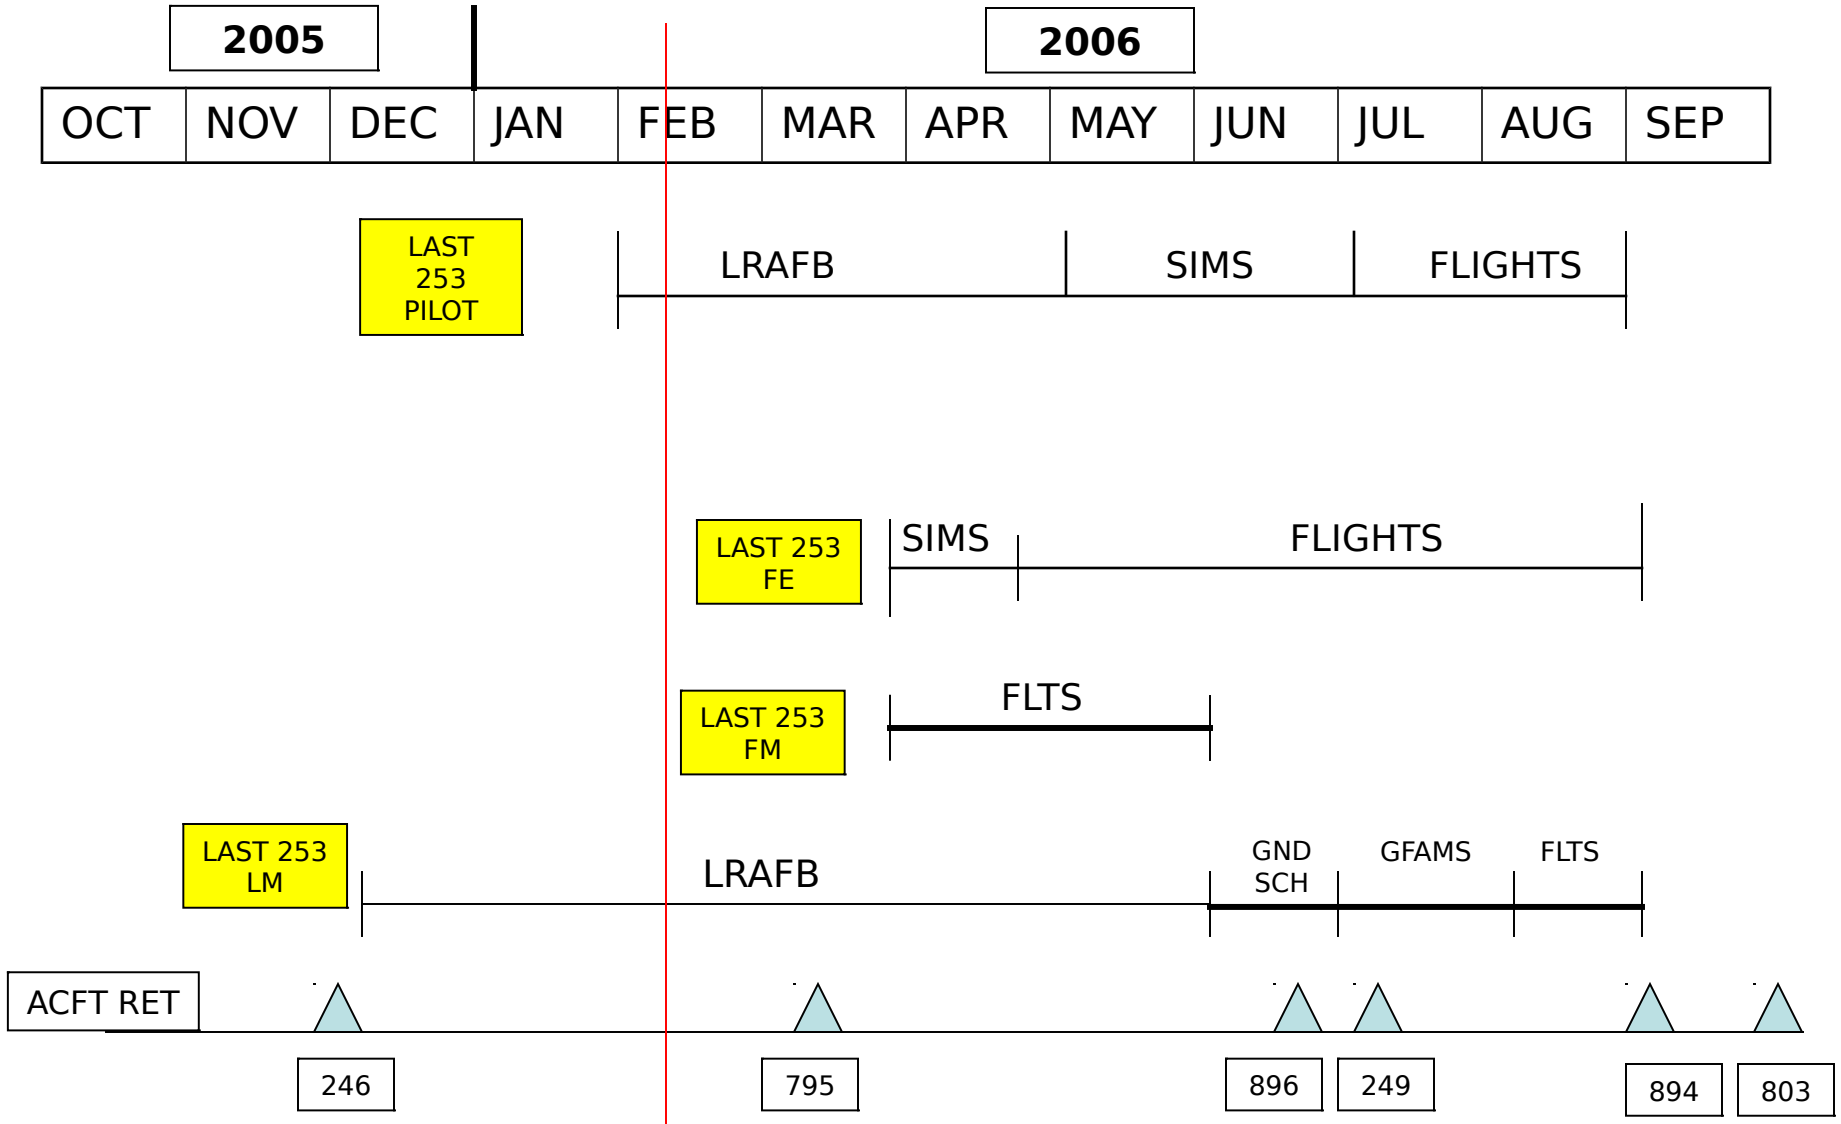 2005
2006
OCT NOV DEC JAN FEB MAR APR MAY JUN JUL AUG SEP
LAST
253
PILOT
LRAFB SIMS FLIGHTS
LAST 253
FE
SIMS FLIGHTS
LAST 253
FM
FLTS
LAST 253
LM
LRAFB
GND
SCH
GFAMS
FLTS
ACFT RET
246 795 896 249 894 803